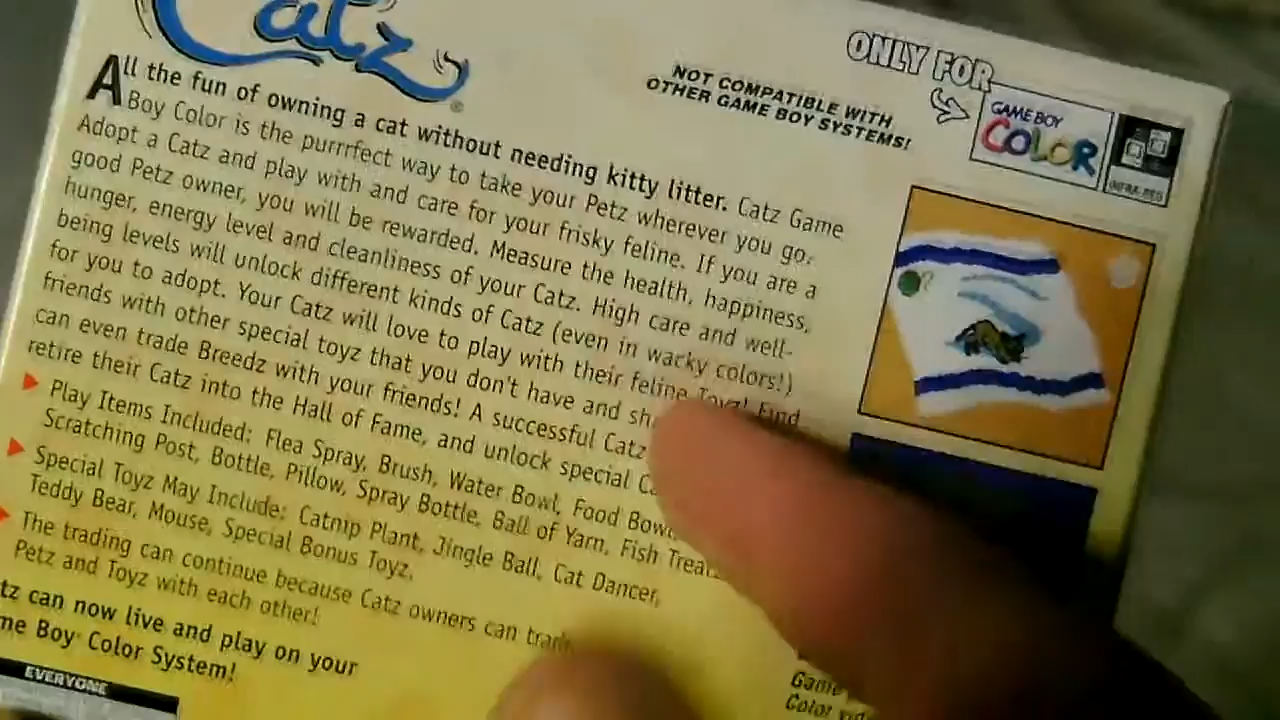 Catz®
ONLY FOR
NOT COMPATIBLE WITH
OTHER GAME BOY SYSTEMS!
GAME BOY
COLOR
INFRA-RED
All the fun of owning a cat without needing kitty litter. Catz Game
Boy Color is the purrrfect way to take your Petz wherever you go.
Adopt a Catz and play with and care for your frisky feline. If you are a
good Petz owner, you will be rewarded. Measure the health, happiness,
hunger, energy level and cleanliness of your Catz. High care and well-
being levels will unlock different kinds of Catz (even in wacky colors!)
for you to adopt. Your Catz will love to play with their feline Toyz! Find
friends with other special toyz that you don't have and sh
can even trade Breedz with your friends! A successful Catz
retire their Catz into the Hall of Fame, and unlock special C
Play Items Included: Flea Spray, Brush, Water Bowl, Food Bowl,
Scratching Post, Bottle, Pillow, Spray Bottle, Ball of Yarn, Fish Treats
Special Toyz May Include: Catnip Plant, Jingle Ball, Cat Dancer,
Teddy Bear, Mouse, Special Bonus Toyz.
The trading can continue because Catz owners can trade
Petz and Toyz with each other!
tz can now live and play on your
me Boy Color System!
EVERYONE
Game
Color